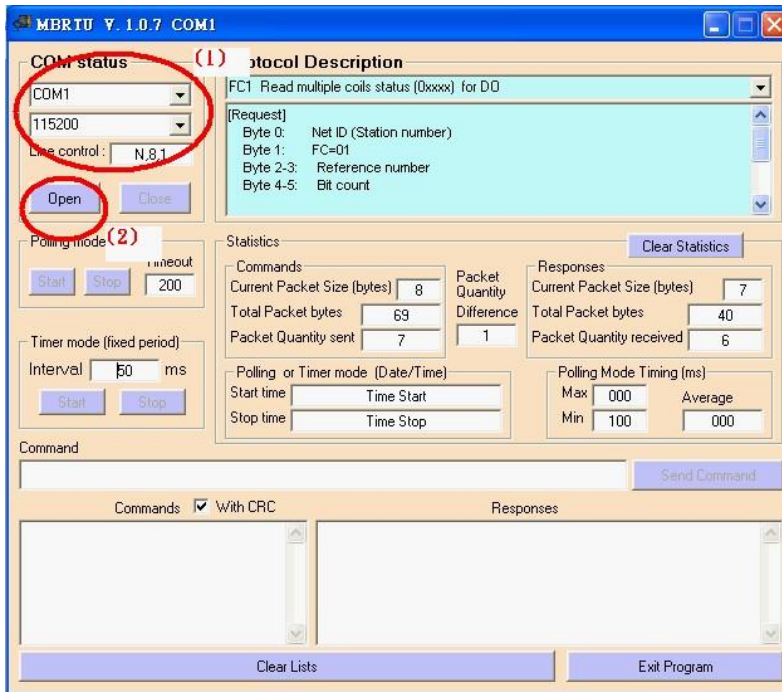 MBRTU V. 1.0.7 COM1
COM status
(1)
otocol Description
COM1
115200
Line control : N,8,1
Open
Close
FC1 Read multiple coils status (0xxxx) for DO
[Request]
Byte 0: Net ID (Station number)
Byte 1: FC=01
Byte 2-3: Reference number
Byte 4-5: Bit count
(2)
Polling mode
Timeout
Start
Stop
200
Timer mode (fixed period)
Interval 50 ms
Start
Stop
Statistics
Clear Statistics
Commands
Current Packet Size (bytes) 8
Total Packet bytes 69
Packet Quantity sent 7
Packet
Quantity
Difference
1
Responses
Current Packet Size (bytes) 7
Total Packet bytes 40
Packet Quantity received 6
Polling or Timer mode (Date/Time)
Start time Time Start
Stop time Time Stop
Polling Mode Timing (ms)
Max 000
Average
Min 100
000
Command
Send Command
Commands With CRC
Responses
Clear Lists
Exit Program